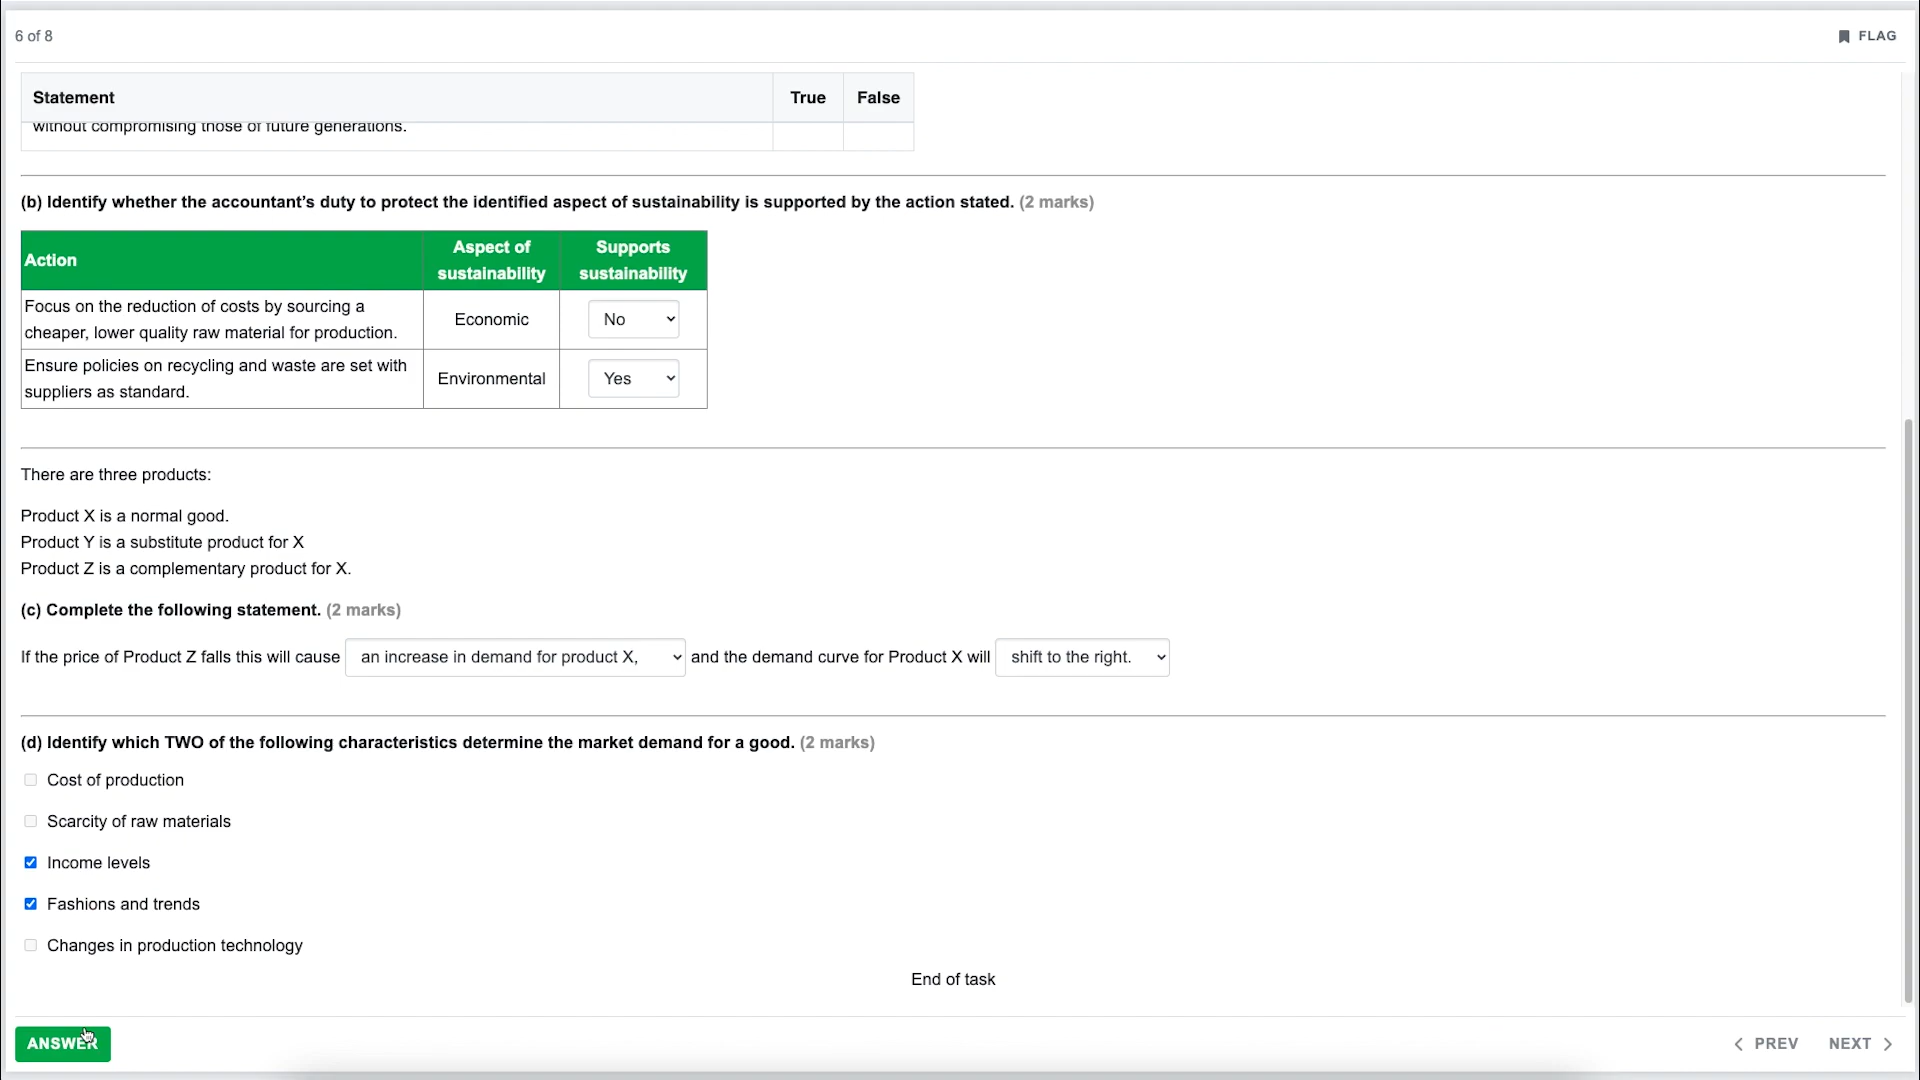 6 of 8
FLAG
Statement True False
without compromising those of future generations.
(b) Identify whether the accountant’s duty to protect the identified aspect of sustainability is supported by the action stated. (2 marks)
Action Aspect of sustainability Supports sustainability
Focus on the reduction of costs by sourcing a
cheaper, lower quality raw material for production.
Economic No
Ensure policies on recycling and waste are set with
suppliers as standard.
Environmental Yes
There are three products:
Product X is a normal good.
Product Y is a substitute product for X
Product Z is a complementary product for X.
(c) Complete the following statement. (2 marks)
If the price of Product Z falls this will cause an increase in demand for product X, and the demand curve for Product X will shift to the right.
(d) Identify which TWO of the following characteristics determine the market demand for a good. (2 marks)
Cost of production
Scarcity of raw materials
Income levels
Fashions and trends
Changes in production technology
End of task
ANSWER
PREV NEXT